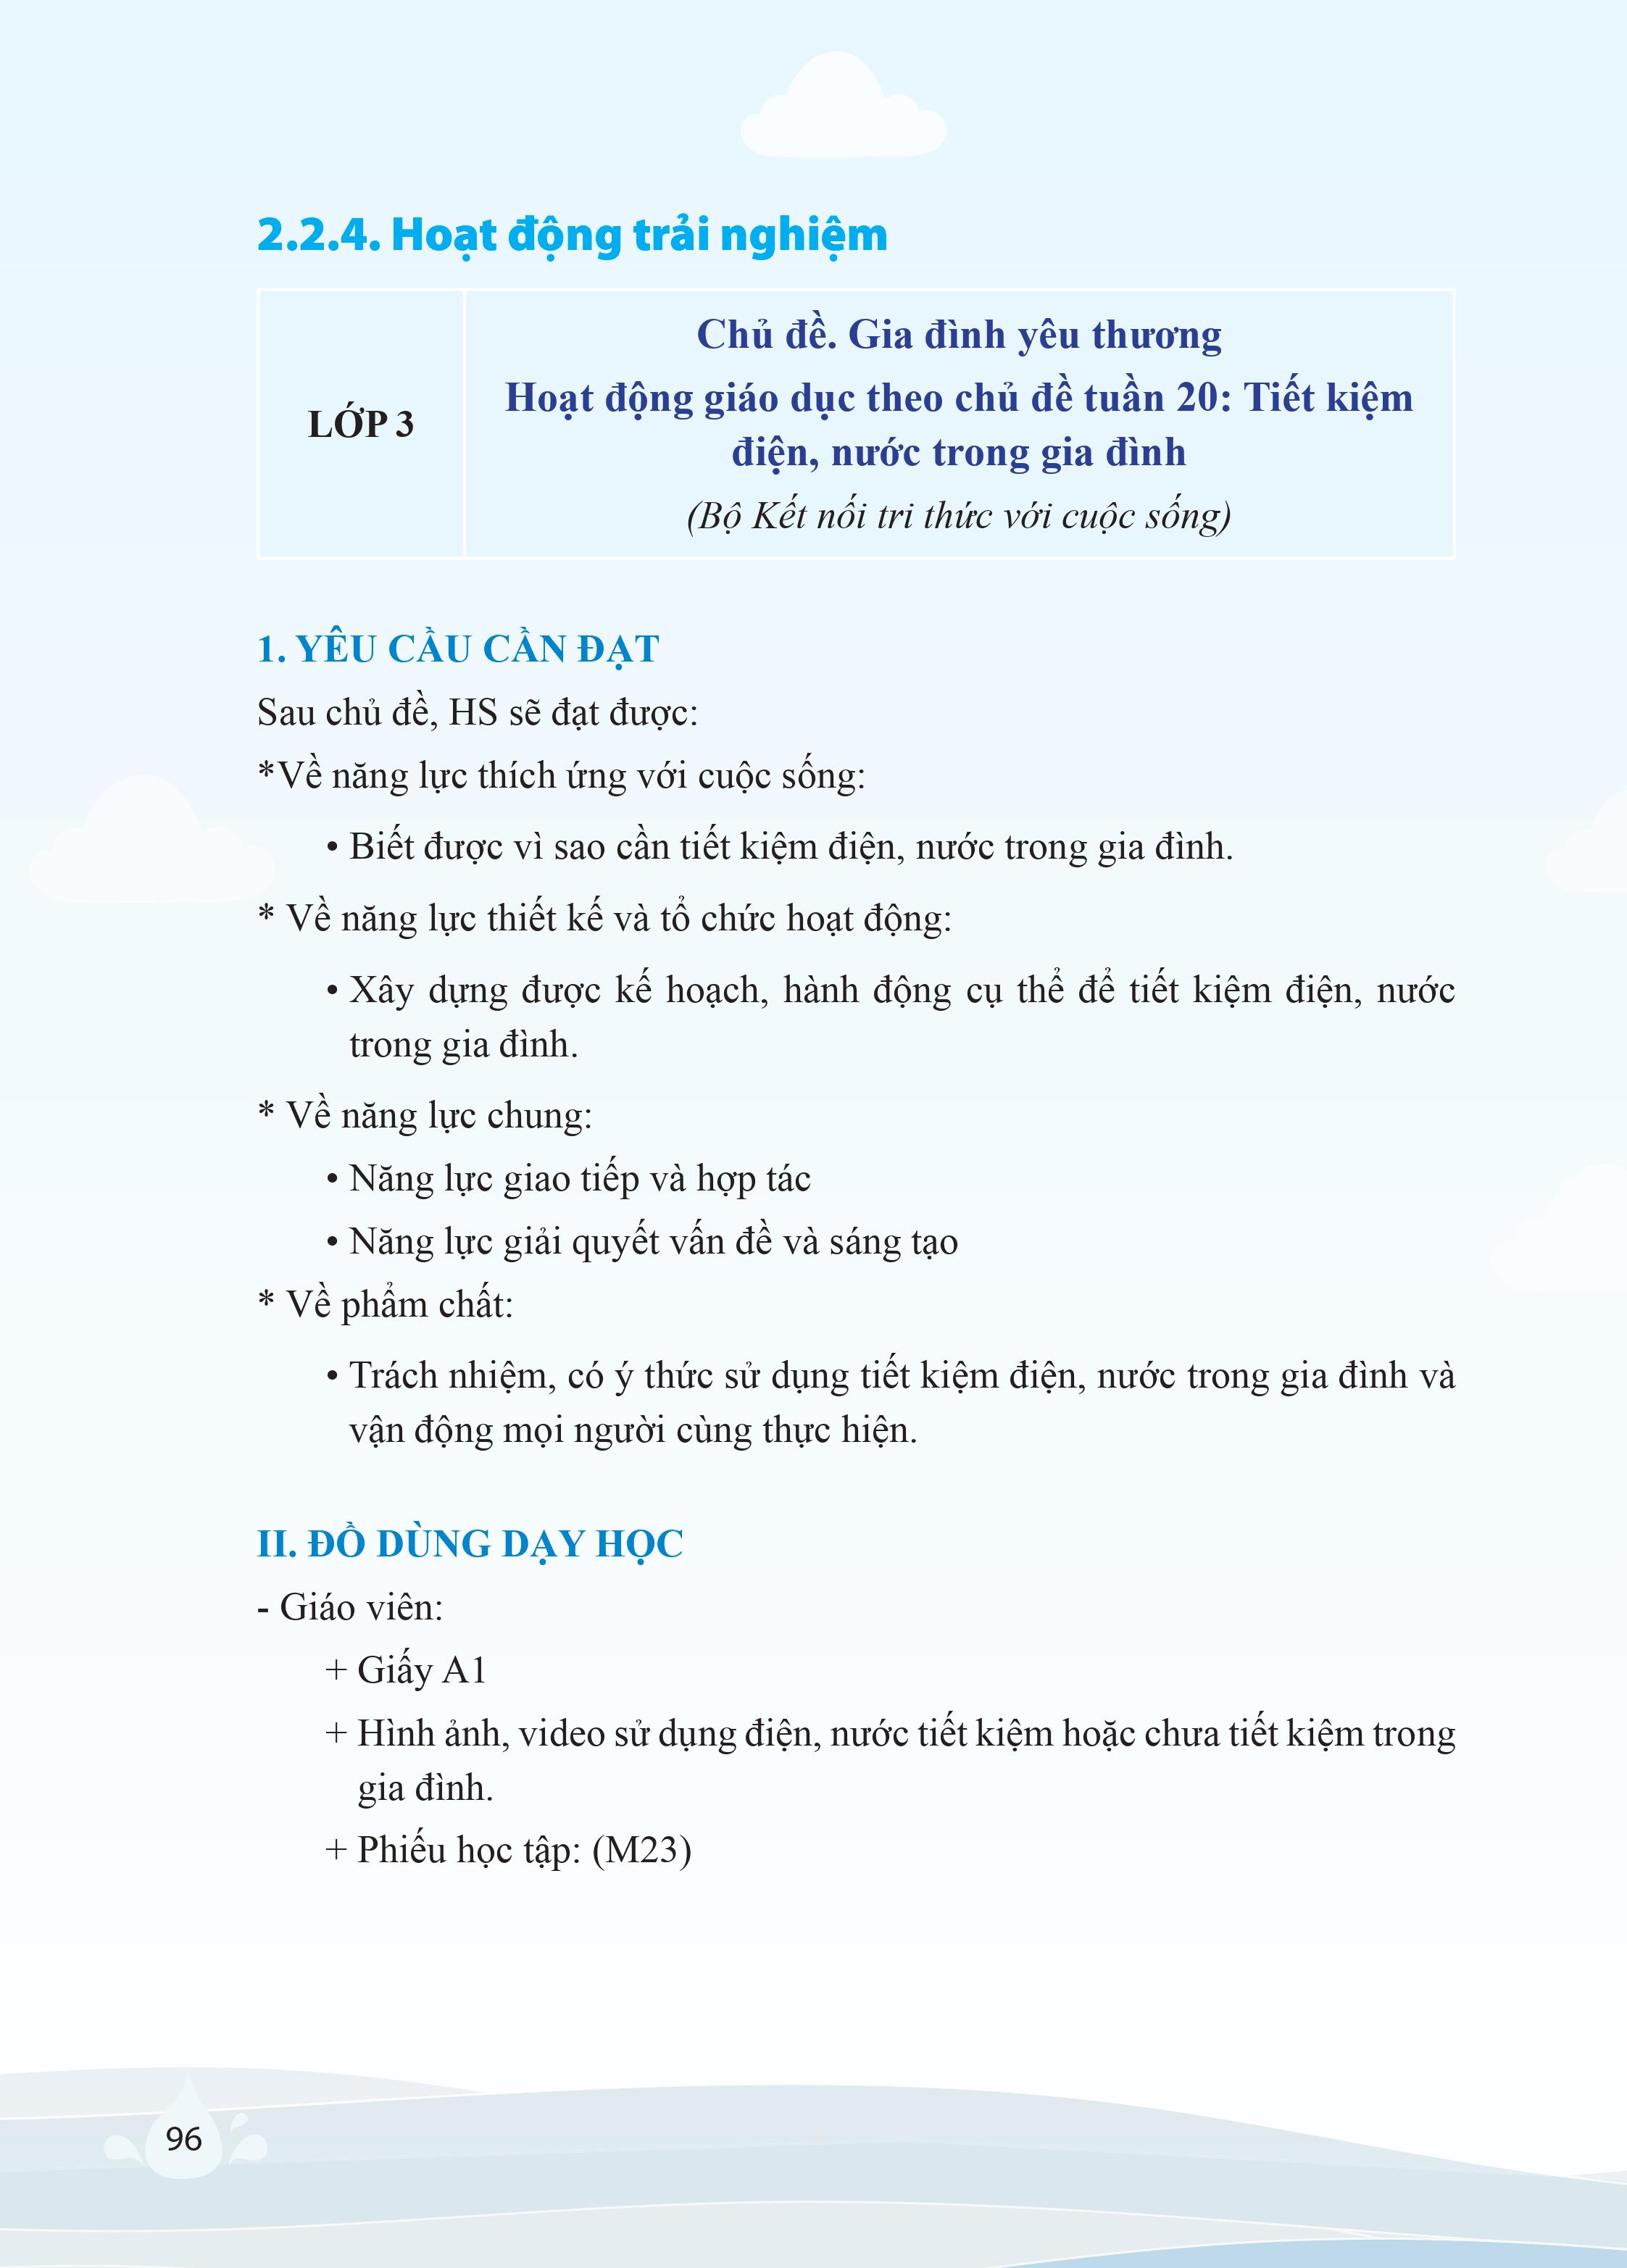 2.2.4. Hoạt động trải nghiệm
LỚP 3
Chủ đề. Gia đình yêu thương
Hoạt động giáo dục theo chủ đề tuần 20: Tiết kiệm
điện, nước trong gia đình
(Bộ Kết nối tri thức với cuộc sống)
1. YÊU CẦU CẦN ĐẠT
Sau chủ đề, HS sẽ đạt được:
*Về năng lực thích ứng với cuộc sống:
• Biết được vì sao cần tiết kiệm điện, nước trong gia đình.
* Về năng lực thiết kế và tổ chức hoạt động:
• Xây dựng được kế hoạch, hành động cụ thể để tiết kiệm điện, nước
trong gia đình.
* Về năng lực chung:
• Năng lực giao tiếp và hợp tác
• Năng lực giải quyết vấn đề và sáng tạo
* Về phẩm chất:
• Trách nhiệm, có ý thức sử dụng tiết kiệm điện, nước trong gia đình và
vận động mọi người cùng thực hiện.
II. ĐỒ DÙNG DẠY HỌC
- Giáo viên:
+ Giấy A1
+ Hình ảnh, video sử dụng điện, nước tiết kiệm hoặc chưa tiết kiệm trong
gia đình.
+ Phiếu học tập: (M23)
96